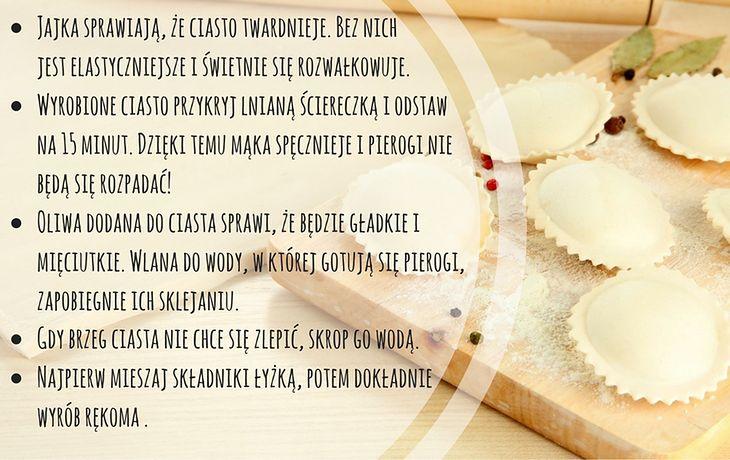 Jajka sprawiają, że ciasto twardnieje. Bez nich
jest elastyczniejsze i świetnie się rozwałkowuje.
Wyrobione ciasto przykryj lnianą ściereczką i odstaw
na 15 minut. Dzięki temu mąka spęcznieje i pierogi nie
będą się rozpadać!
Oliwa dodana do ciasta sprawi, że będzie gładkie i
mięciutkie. Wlana do wody, w której gotują się pierogi,
zapobiegnie ich sklejaniu.
Gdy brzeg ciasta nie chce się zlepić, skrop go wodą.
Najpierw mieszaj składniki łyżką, potem dokładnie
wyrób rękoma .